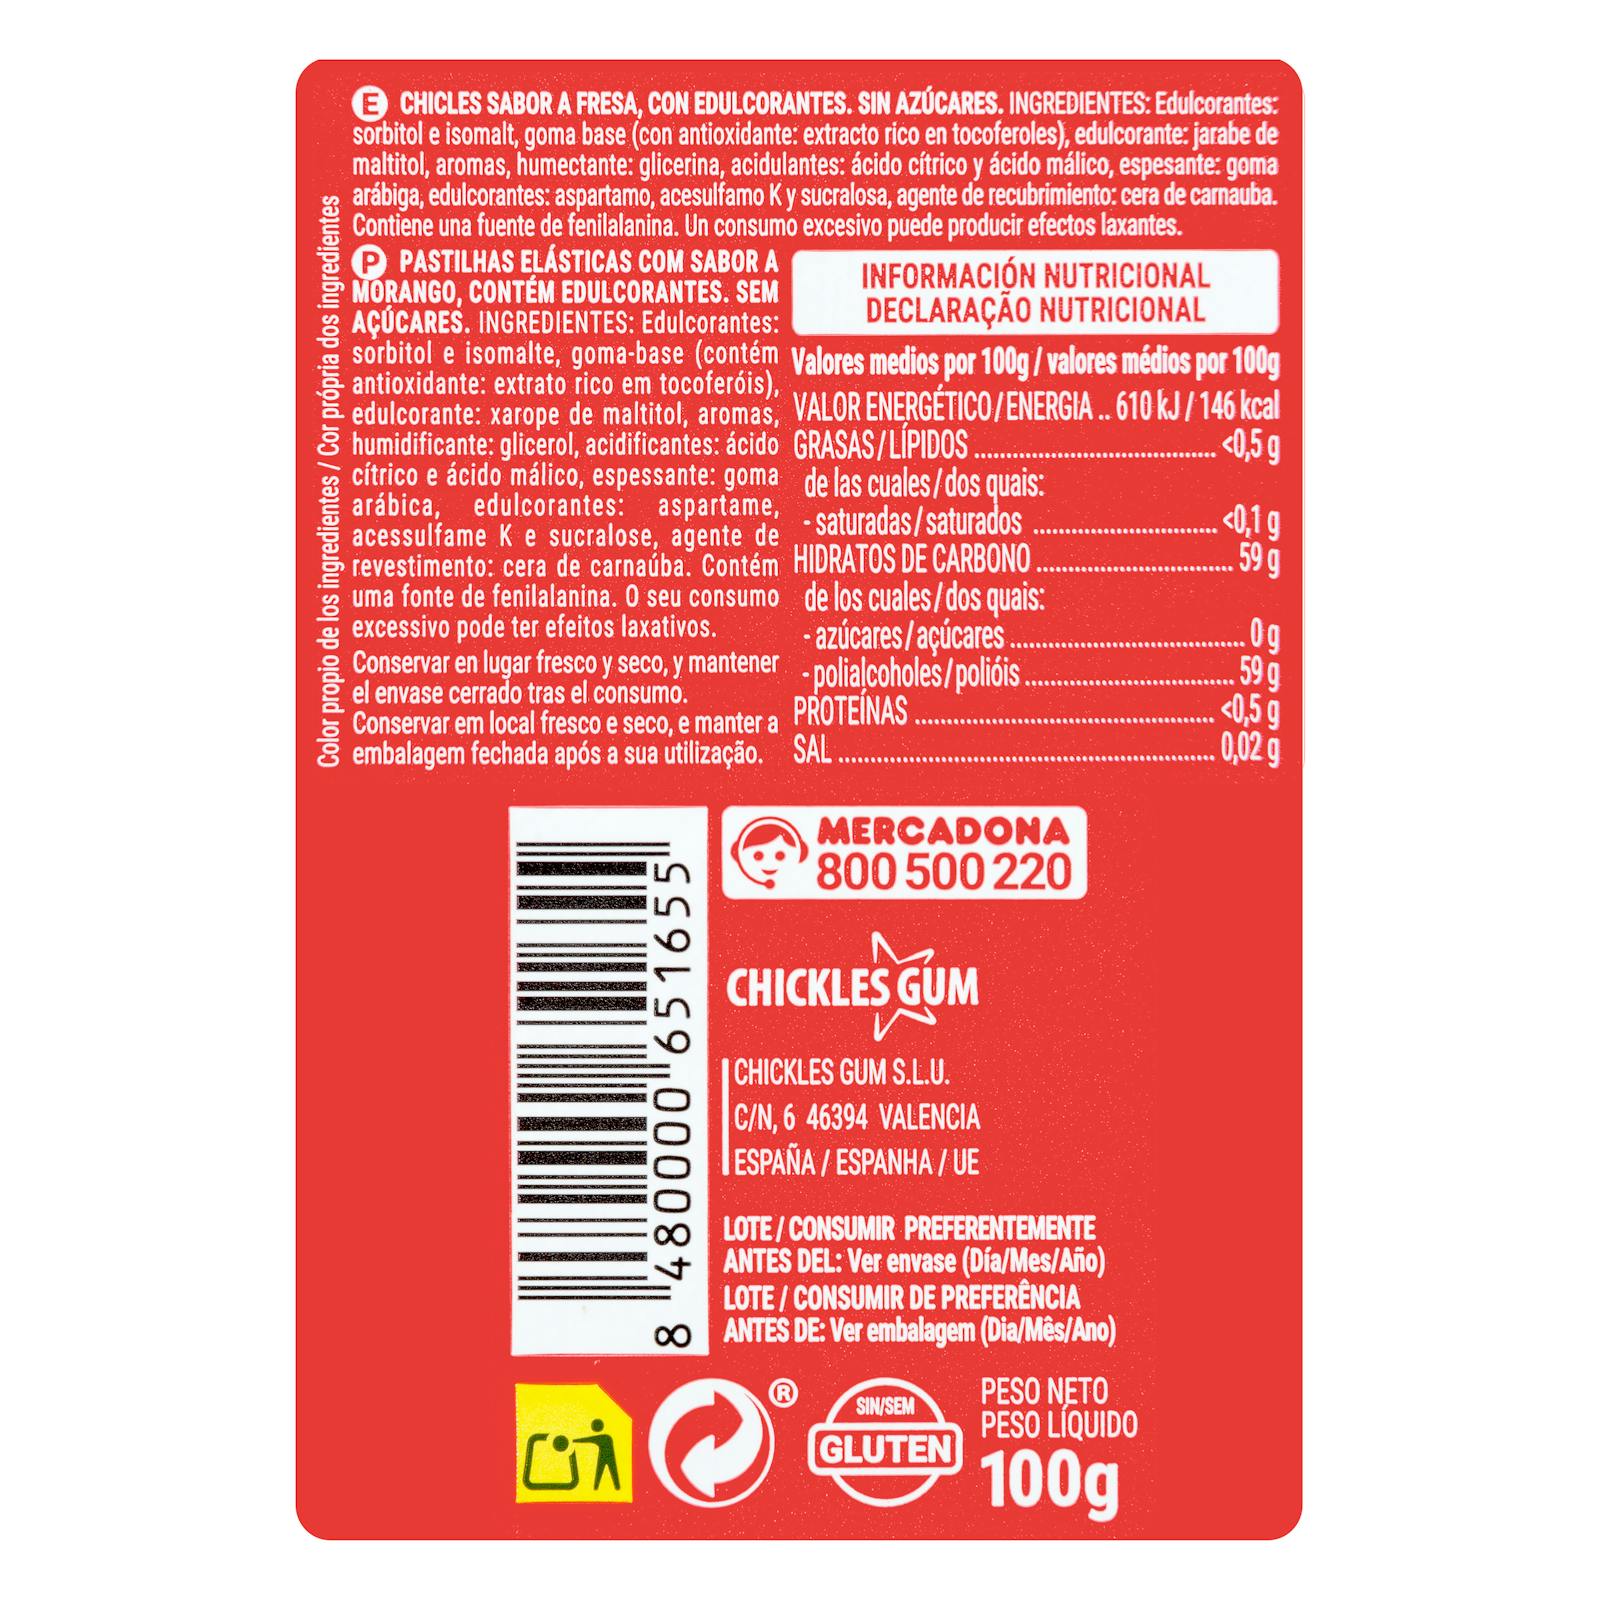 E CHICLES SABOR A FRESA, CON EDULCORANTES. SIN AZÚCARES. INGREDIENTES: Edulcorantes:
sorbitol e isomalt, goma base (con antioxidante: extracto rico en tocoferoles), edulcorante: jarabe de
maltitol, aromas, humectante: glicerina, acidulantes: ácido cítrico y ácido málico, espesante: goma
arábiga, edulcorantes: aspartamo, acesulfamo K y sucralosa, agente de recubrimiento: cera de carnauba.
Contiene una fuente de fenilalanina. Un consumo excesivo puede producir efectos laxantes.
P PASTILHAS ELÁSTICAS COM SABOR A
MORANGO, CONTÉM EDULCORANTES. SEM
AÇÚCARES. INGREDIENTES: Edulcorantes:
sorbitol e isomalte, goma-base (contém
antioxidante: extrato rico em tocoferóis),
edulcorante: xarope de maltitol, aromas,
humidificante: glicerol, acidificantes: ácido
cítrico e ácido málico, espessante: goma
arábica, edulcorantes: aspartame,
acessulfame K e sucralose, agente de
revestimento: cera de carnaúba. Contém
uma fonte de fenilalanina. O seu consumo
excessivo pode ter efeitos laxativos.
Conservar en lugar fresco y seco, y mantener
el envase cerrado tras el consumo.
Conservar em local fresco e seco, e manter a
embalagem fechada após a sua utilização.
Color propio de los ingredientes / Cor própria dos ingredientes
INFORMACIÓN NUTRICIONAL
DECLARAÇÃO NUTRICIONAL
Valores medios por 100g / valores médios por 100g
VALOR ENERGÉTICO / ENERGIA .. 610 kJ / 146 kcal
GRASAS / LÍPIDOS ........ <0,5 g
de las cuales / dos quais:
- saturadas / saturados ........ <0,1 g
HIDRATOS DE CARBONO ........ 59 g
de los cuales / dos quais:
- azúcares / açúcares ........ 0 g
- polialcoholes / polióis ........ 59 g
PROTEÍNAS ........ <0,5 g
SAL ........ 0,02 g
8 480000 651655
MERCADONA
800 500 220
CHICKLES GUM
CHICKLES GUM S.L.U.
C/N, 6 46394 VALENCIA
ESPAÑA / ESPANHA / UE
LOTE / CONSUMIR PREFERENTEMENTE
ANTES DEL: Ver envase (Día/Mes/Año)
LOTE / CONSUMIR DE PREFERÊNCIA
ANTES DE: Ver embalagem (Dia/Mês/Ano)
®
SIN/SEM
GLUTEN
PESO NETO
PESO LÍQUIDO
100g